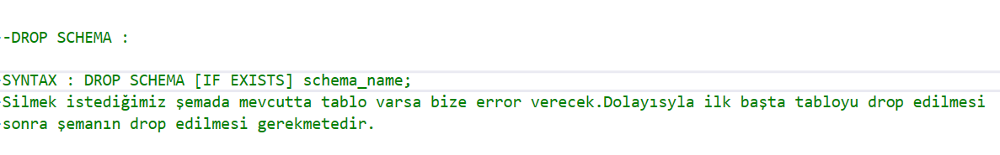 --DROP SCHEMA :
-SYNTAX : DROP SCHEMA [IF EXISTS] schema_name;
-Silmek istediğimiz şemada mevcutta tablo varsa bize error verecek.Dolayısyla ilk başta tabloyu drop edilmesi
-sonra şemanın drop edilmesi gerekmetedir.